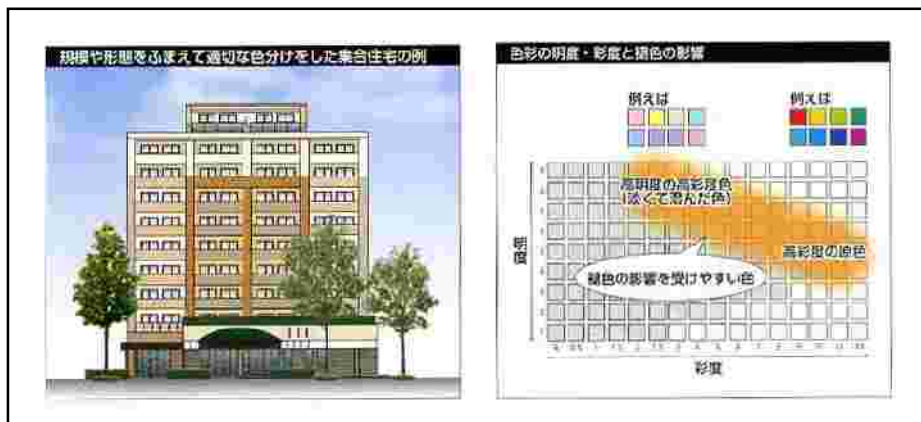 規模や形態をふまえて適切な色分けをした集合住宅の例
色彩の明度・彩度と褪色の影響
例えば
例えば
高明度の高彩度色
(淡くて澄んだ色)
高彩度の原色
褪色の影響を受けやすい色
明度
彩度